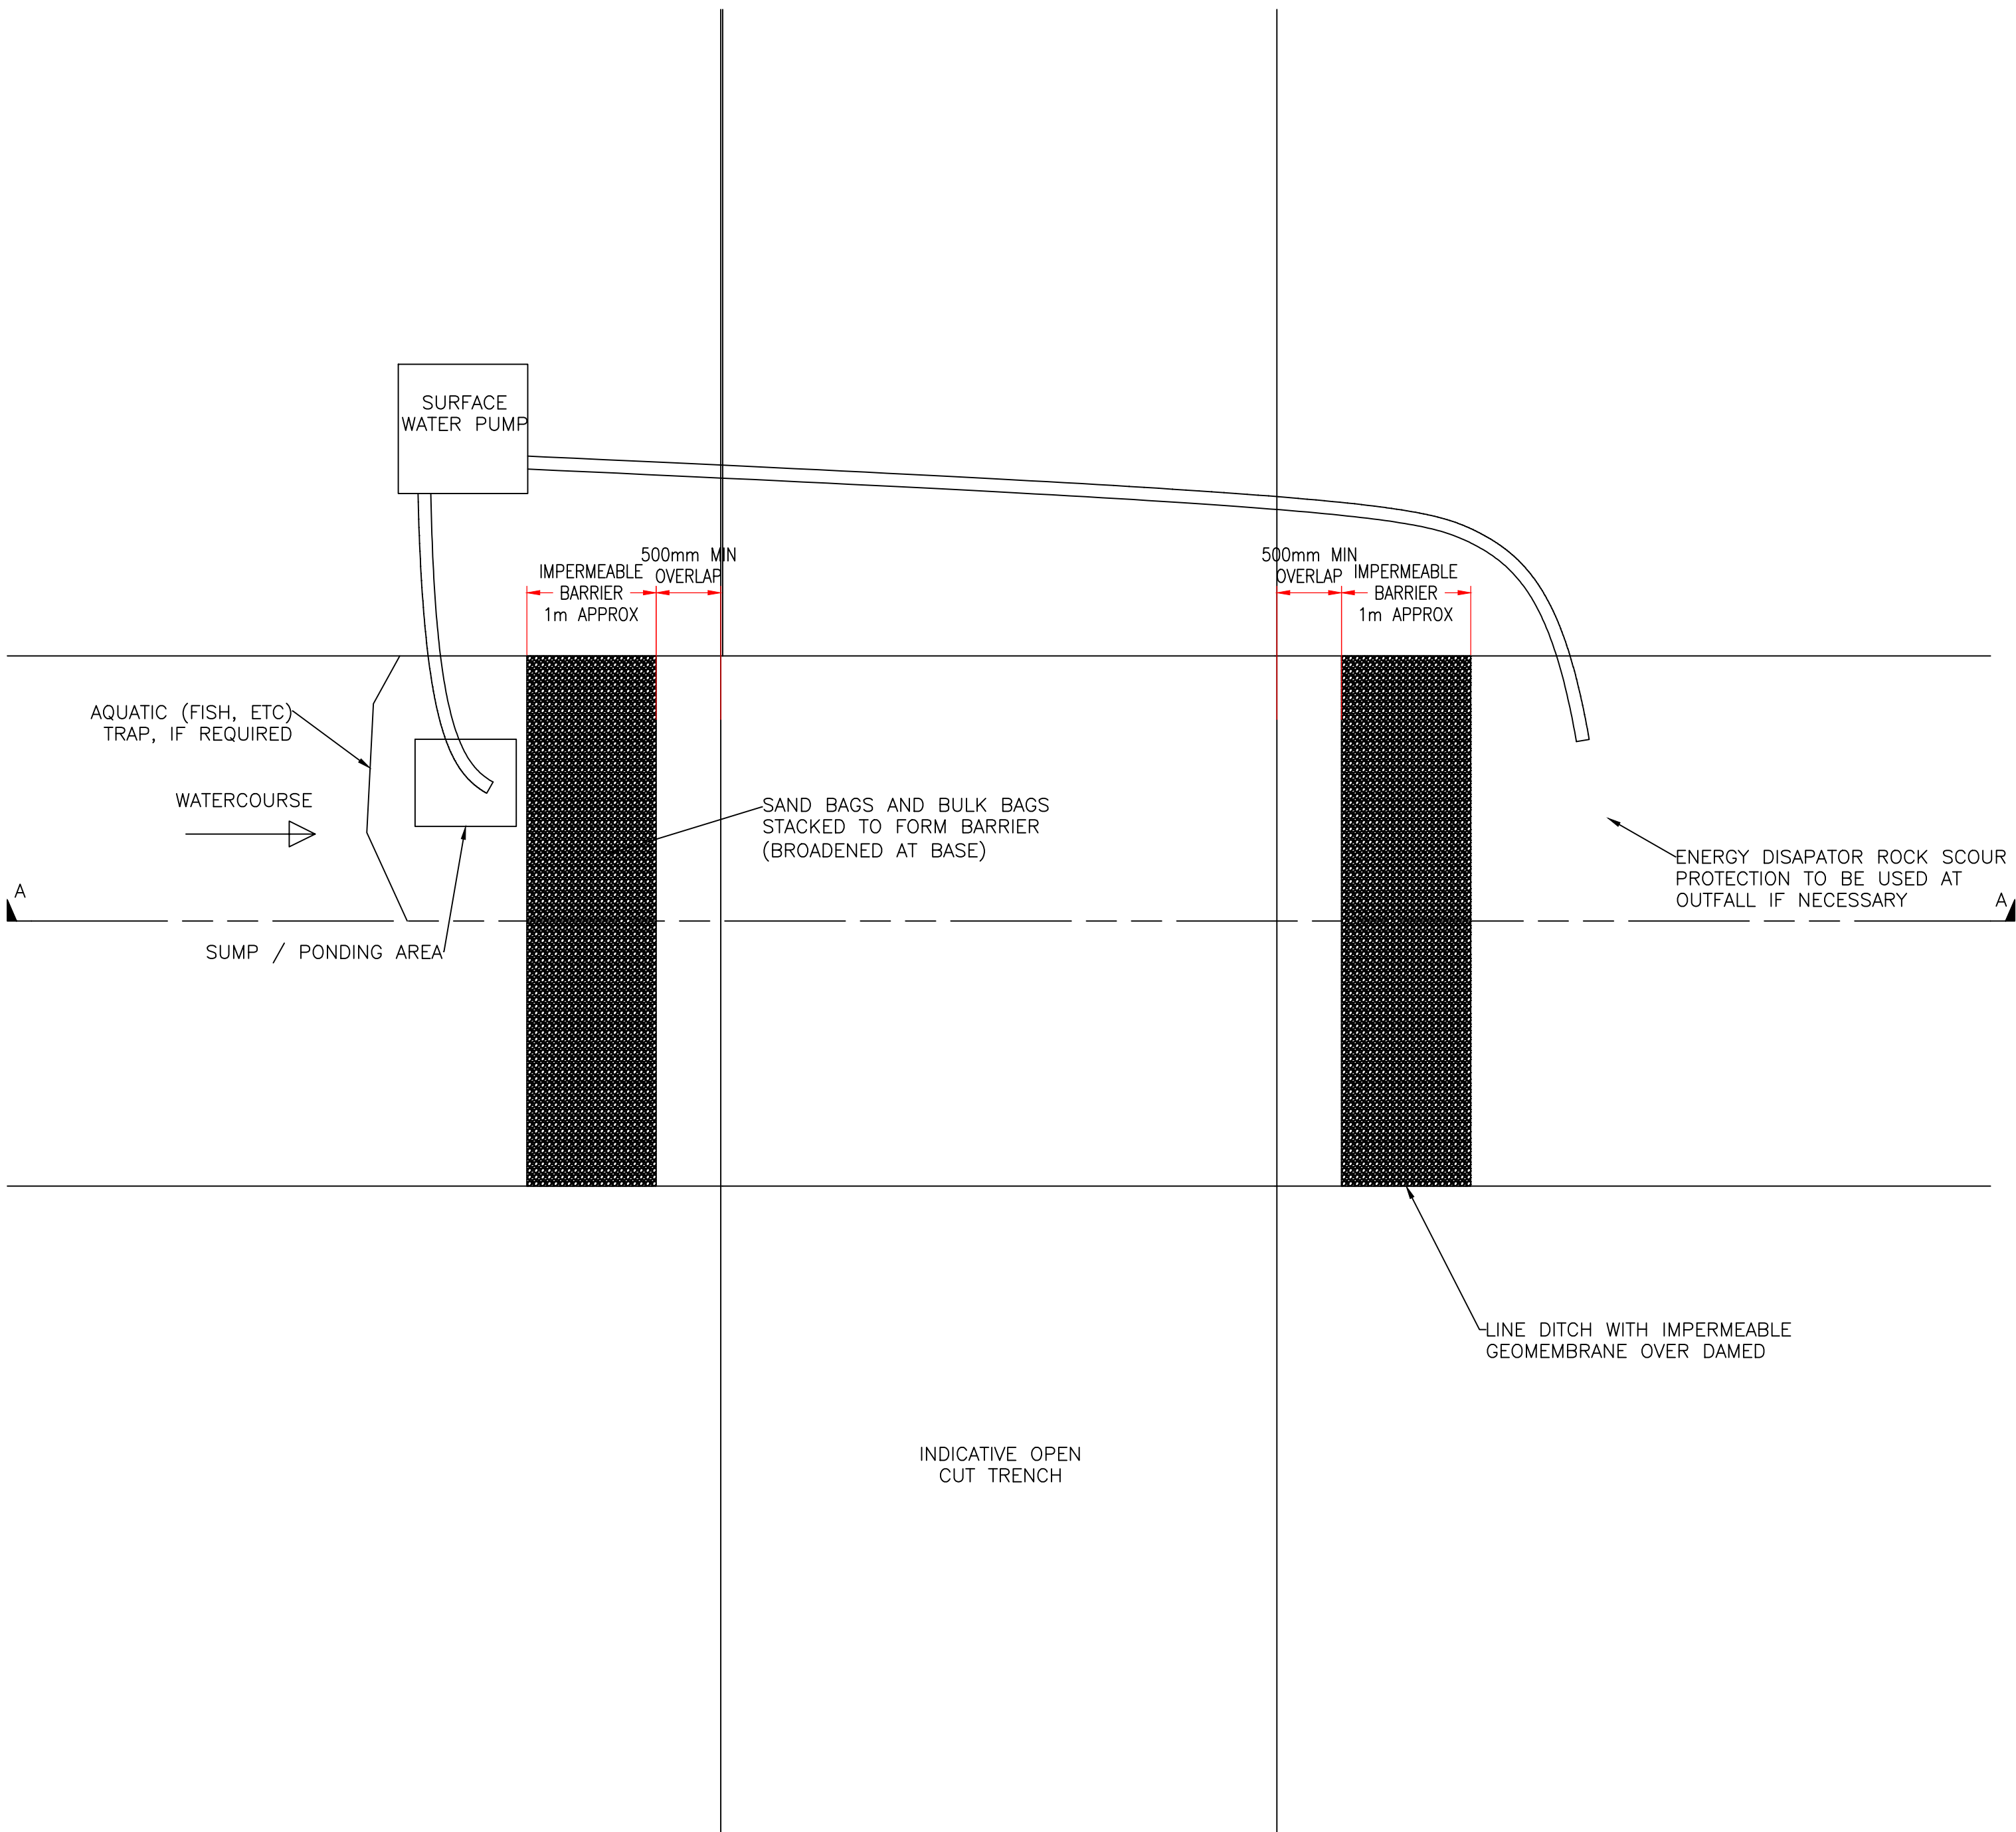 SURFACE
WATER PUMP
500mm MIN
OVERLAP
IMPERMEABLE
BARRIER
1m APPROX
500mm MIN
OVERLAP
IMPERMEABLE
BARRIER
1m APPROX
AQUATIC (FISH, ETC)
TRAP, IF REQUIRED
WATERCOURSE
SAND BAGS AND BULK BAGS
STACKED TO FORM BARRIER
(BROADENED AT BASE)
ENERGY DISAPATOR ROCK SCOUR
PROTECTION TO BE USED AT
OUTFALL IF NECESSARY
A
A
SUMP / PONDING AREA
LINE DITCH WITH IMPERMEABLE
GEOMEMBRANE OVER DAMED
INDICATIVE OPEN
CUT TRENCH